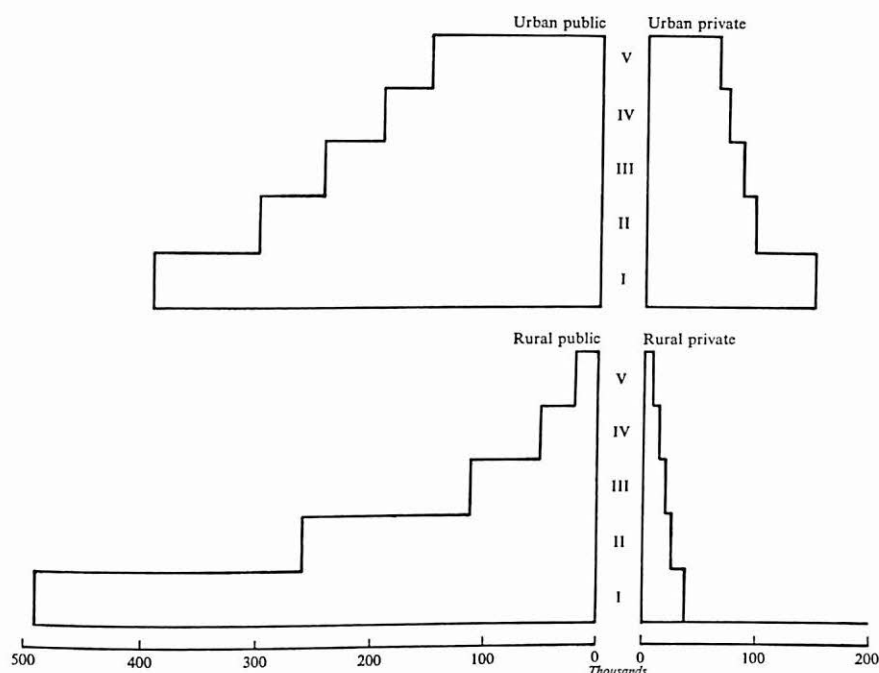 Urban public Urban private
V
IV
III
II
I
Rural public Rural private
V
IV
III
II
I
500 400 300 200 100 0 0 100 200
Thousands